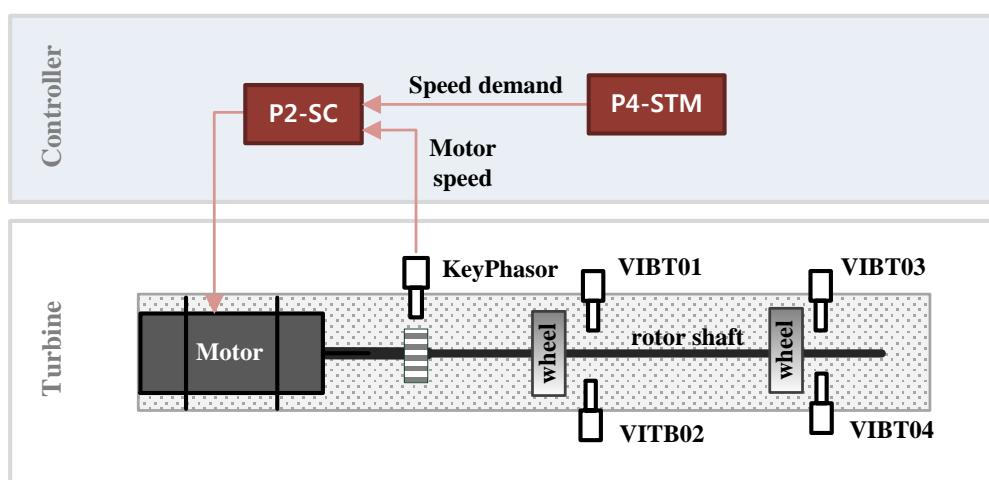 Controller
Speed demand
P2-SC
P4-STM
Motor
speed
Turbine
KeyPhasor
VIBT01
VIBT03
Motor
wheel
rotor shaft
wheel
VITB02
VIBT04